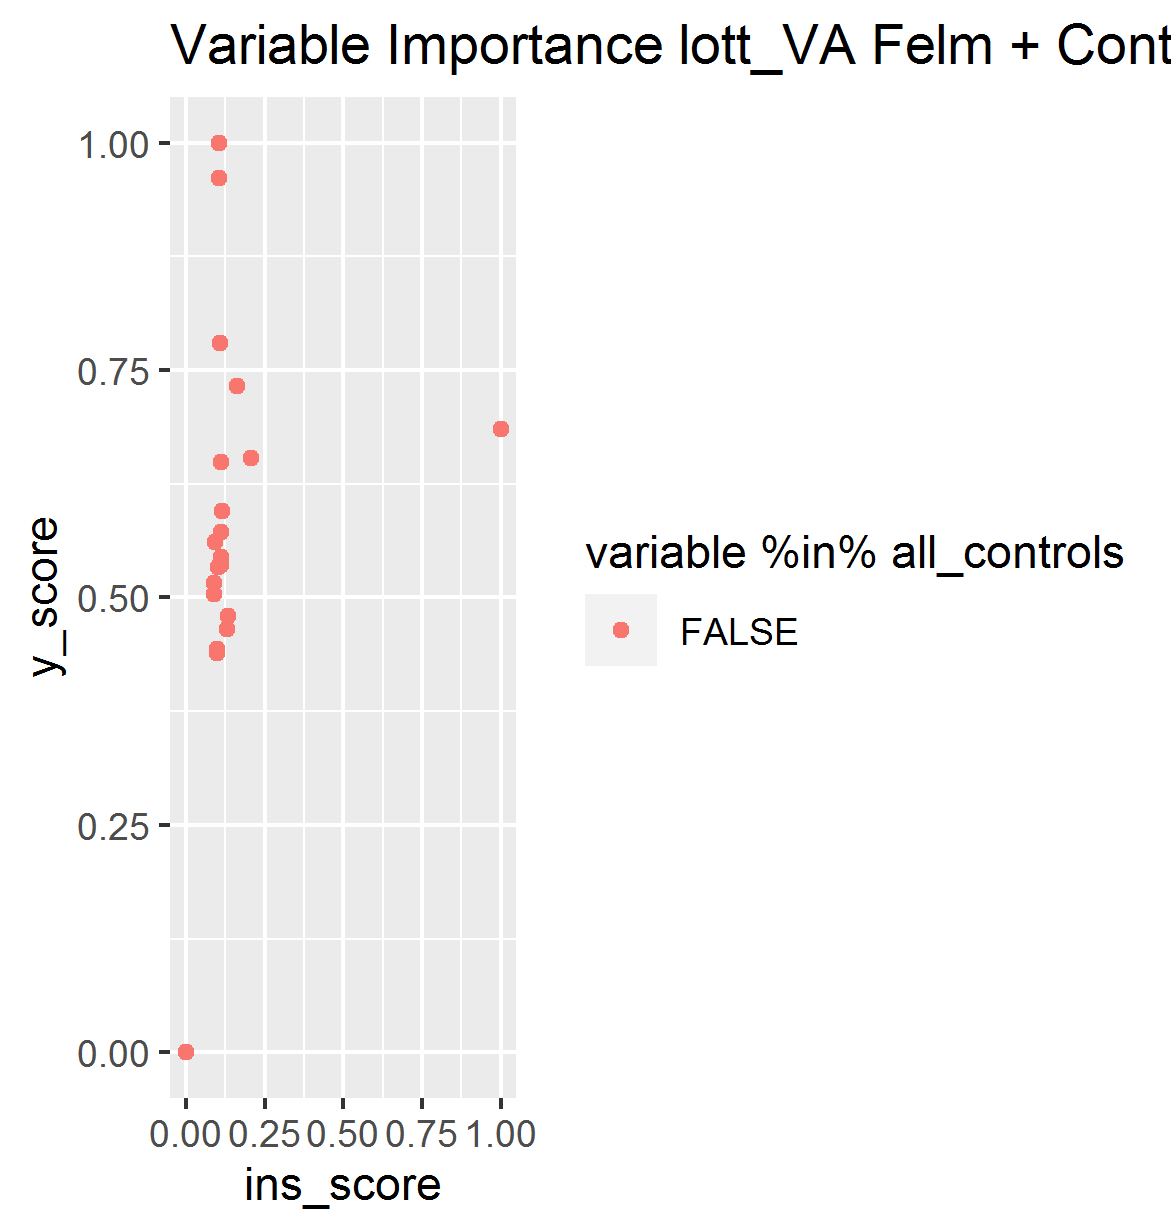 Variable Importance lott_VA Felm + Cont
1.00
0.75
0.50
0.25
0.00
y_score
0.00 0.25 0.50 0.75 1.00
ins_score
variable %in% all_controls
FALSE